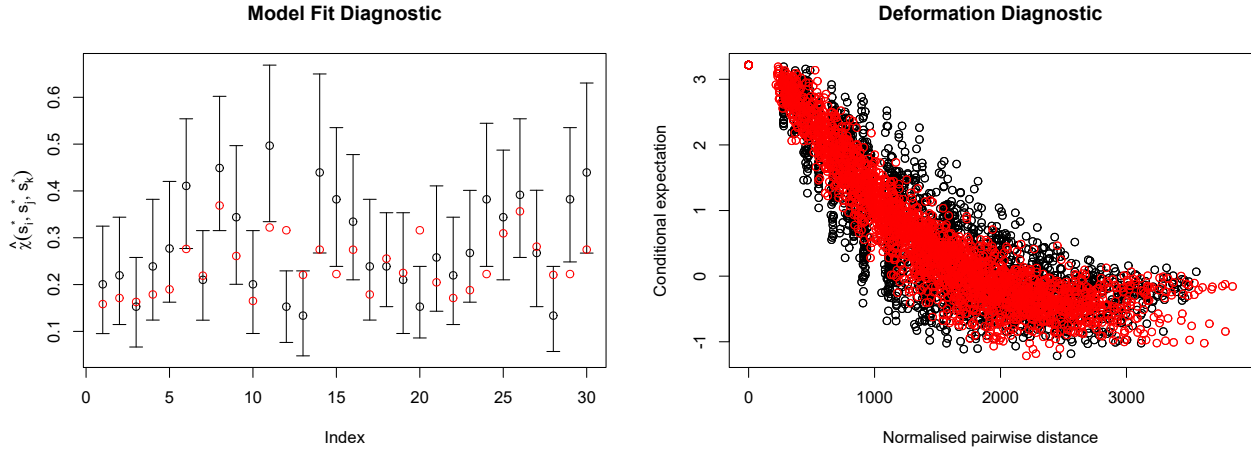 Model Fit Diagnostic
χ̂(s*ᵢ, s*ⱼ, s*ₖ)
0.6
0.5
0.4
0.3
0.2
0.1
0 5 10 15 20 25 30
Index
Deformation Diagnostic
Conditional expectation
3
2
1
0
-1
0 1000 2000 3000
Normalised pairwise distance